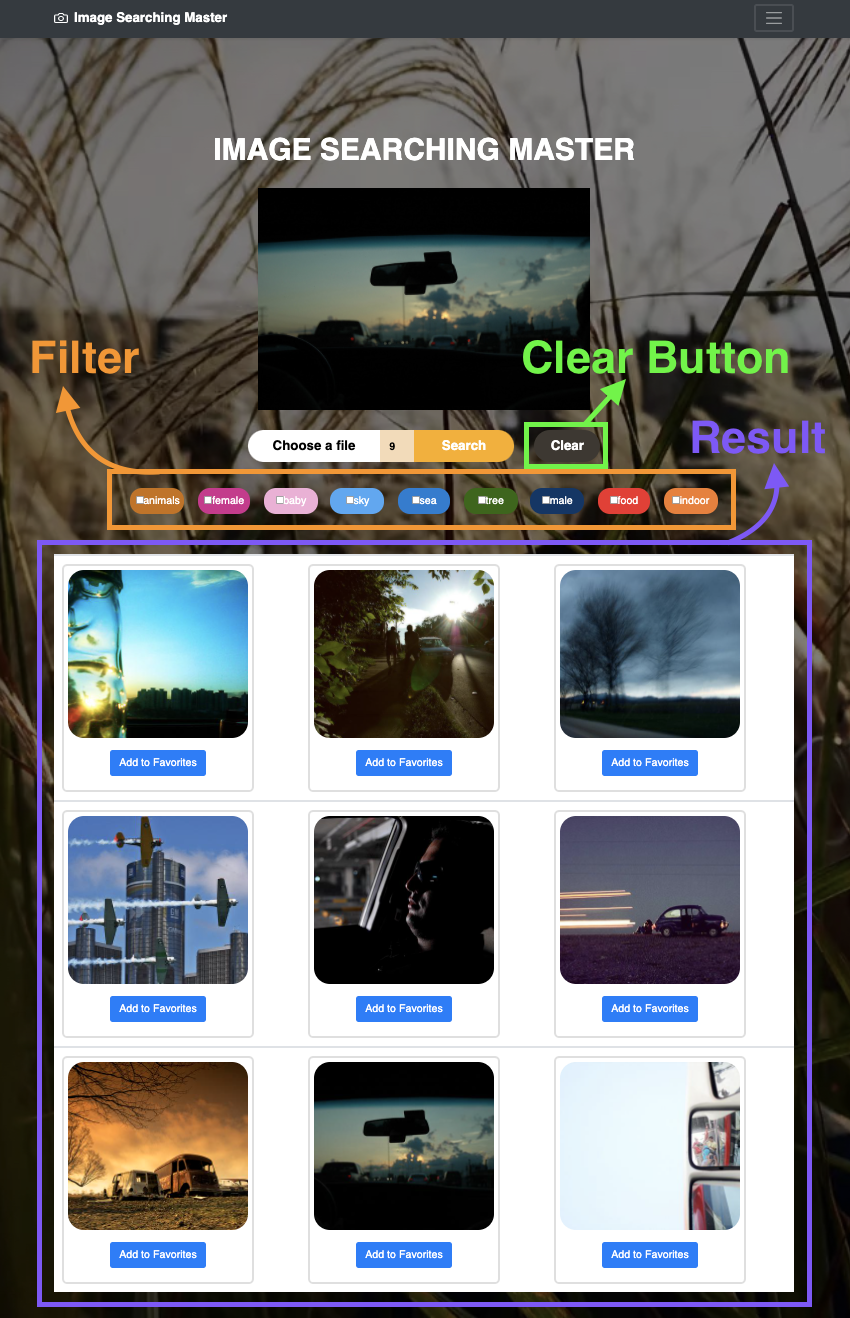 Image Searching Master
IMAGE SEARCHING MASTER
Filter
Clear Button
Result
Choose a file 9 Search Clear
animals female baby sky sea tree male food indoor
Add to Favorites Add to Favorites Add to Favorites
Add to Favorites Add to Favorites Add to Favorites
Add to Favorites Add to Favorites Add to Favorites